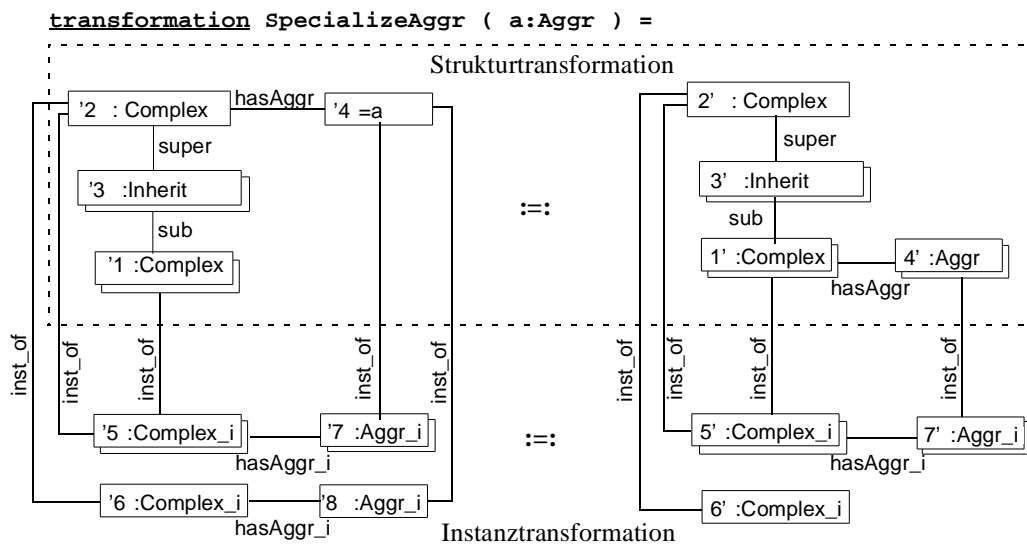 transformation SpecializeAggr ( a:Aggr ) =
Strukturtransformation
'2 : Complex
hasAggr
'4 =a
super
'3 :Inherit
sub
'1 :Complex
2' : Complex
super
3' :Inherit
sub
1' :Complex
hasAggr
4' :Aggr
:=:
inst_of
inst_of
inst_of
inst_of
inst_of
inst_of
inst_of
inst_of
inst_of
'5 :Complex_i
hasAggr_i
'7 :Aggr_i
:=:
5' :Complex_i
hasAggr_i
7' :Aggr_i
'6 :Complex_i
hasAggr_i
'8 :Aggr_i
6' :Complex_i
Instanztransformation